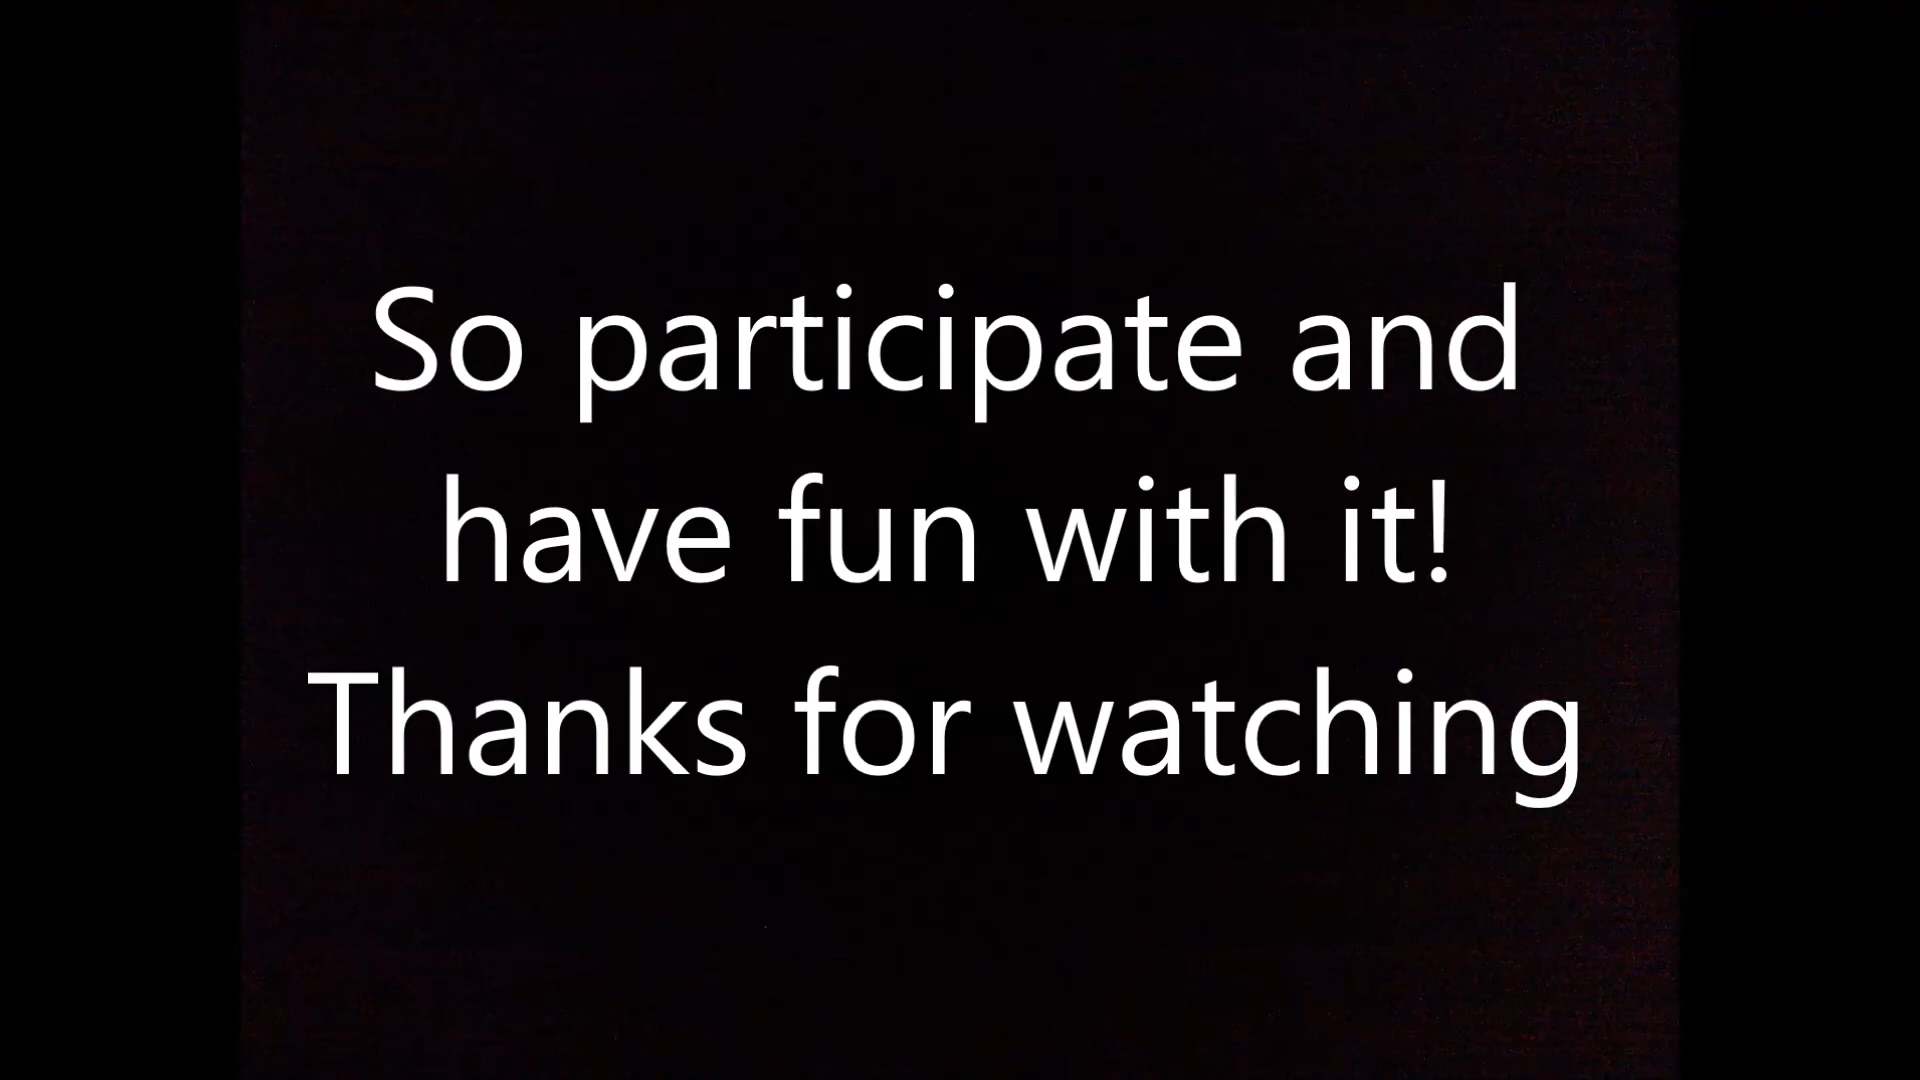 So participate and
have fun with it!
Thanks for watching